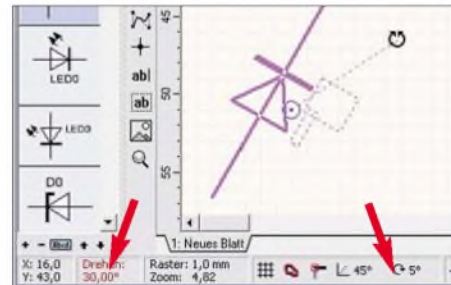 45
50
55
LED0
LED0
D0
abl
ab
1: Neues Blatt
X: 16,0
Y: 43,0
Drehen:
30,00°
Raster: 1,0 mm
Zoom: 4,82
45°
5°